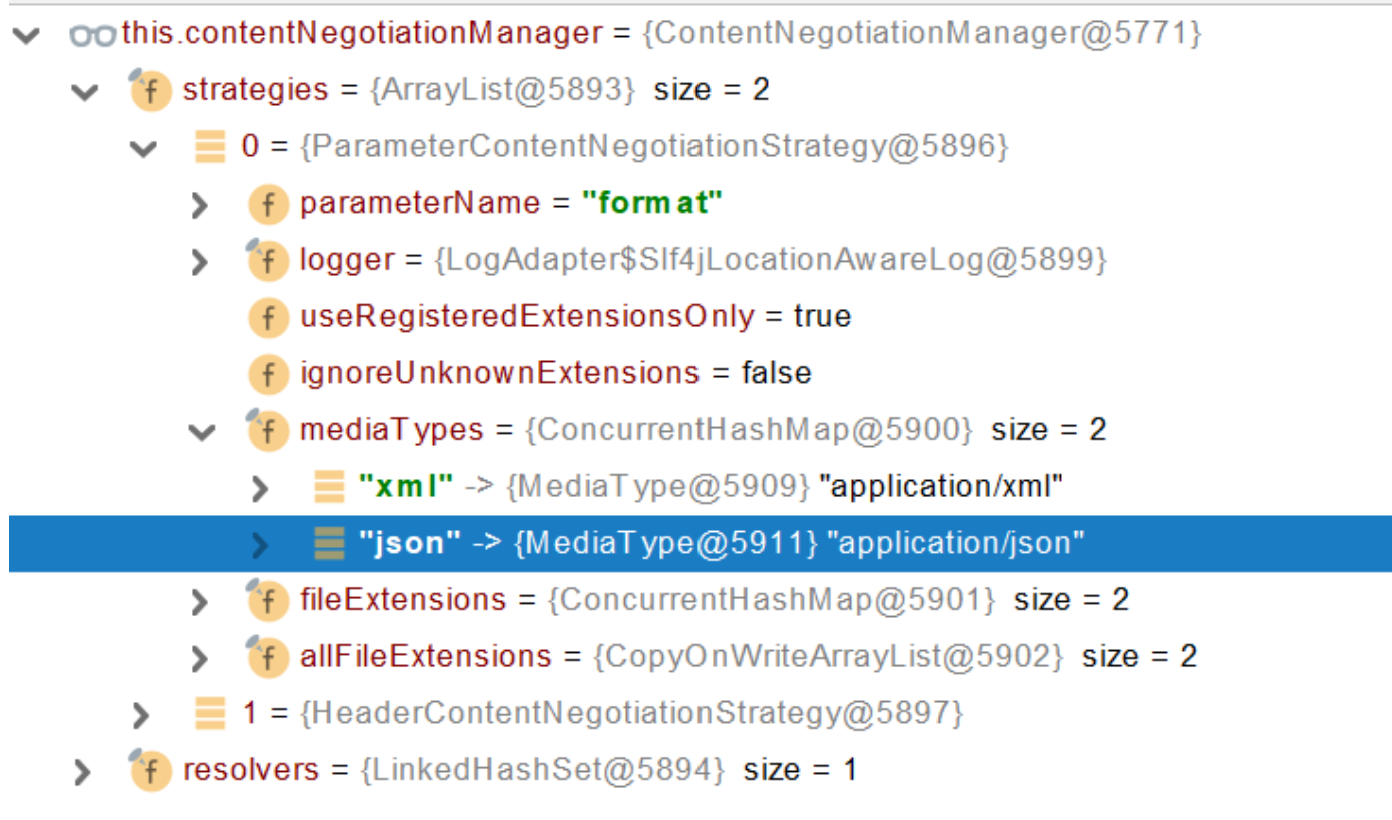 this.contentNegotiationManager = {ContentNegotiationManager@5771}
f strategies = {ArrayList@5893} size = 2
0 = {ParameterContentNegotiationStrategy@5896}
f parameterName = "format"
f logger = {LogAdapter$Slf4jLocationAwareLog@5899}
f useRegisteredExtensionsOnly = true
f ignoreUnknownExtensions = false
f mediaTypes = {ConcurrentHashMap@5900} size = 2
"xml" -> {MediaType@5909} "application/xml"
"json" -> {MediaType@5911} "application/json"
f fileExtensions = {ConcurrentHashMap@5901} size = 2
f allFileExtensions = {CopyOnWriteArrayList@5902} size = 2
1 = {HeaderContentNegotiationStrategy@5897}
f resolvers = {LinkedHashSet@5894} size = 1